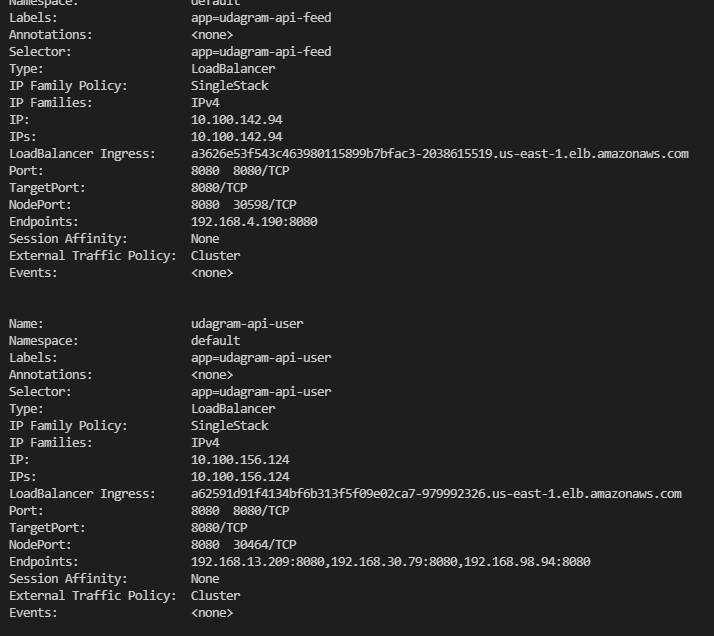 Namespace: default
Labels: app=udagram-api-feed
Annotations: <none>
Selector: app=udagram-api-feed
Type: LoadBalancer
IP Family Policy: SingleStack
IP Families: IPv4
IP: 10.100.142.94
IPs: 10.100.142.94
LoadBalancer Ingress: a3626e53f543c463980115899b7bfac3-2038615519.us-east-1.elb.amazonaws.com
Port: 8080 8080/TCP
TargetPort: 8080/TCP
NodePort: 8080 30598/TCP
Endpoints: 192.168.4.190:8080
Session Affinity: None
External Traffic Policy: Cluster
Events: <none>
Name: udagram-api-user
Namespace: default
Labels: app=udagram-api-user
Annotations: <none>
Selector: app=udagram-api-user
Type: LoadBalancer
IP Family Policy: SingleStack
IP Families: IPv4
IP: 10.100.156.124
IPs: 10.100.156.124
LoadBalancer Ingress: a62591d91f4134bf6b313f5f09e02ca7-979992326.us-east-1.elb.amazonaws.com
Port: 8080 8080/TCP
TargetPort: 8080/TCP
NodePort: 8080 30464/TCP
Endpoints: 192.168.13.209:8080,192.168.30.79:8080,192.168.98.94:8080
Session Affinity: None
External Traffic Policy: Cluster
Events: <none>